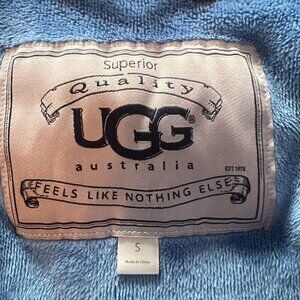 Superior
Quality
UGG
australia
EST. 1978
FEELS LIKE NOTHING ELSE
S
Made in China